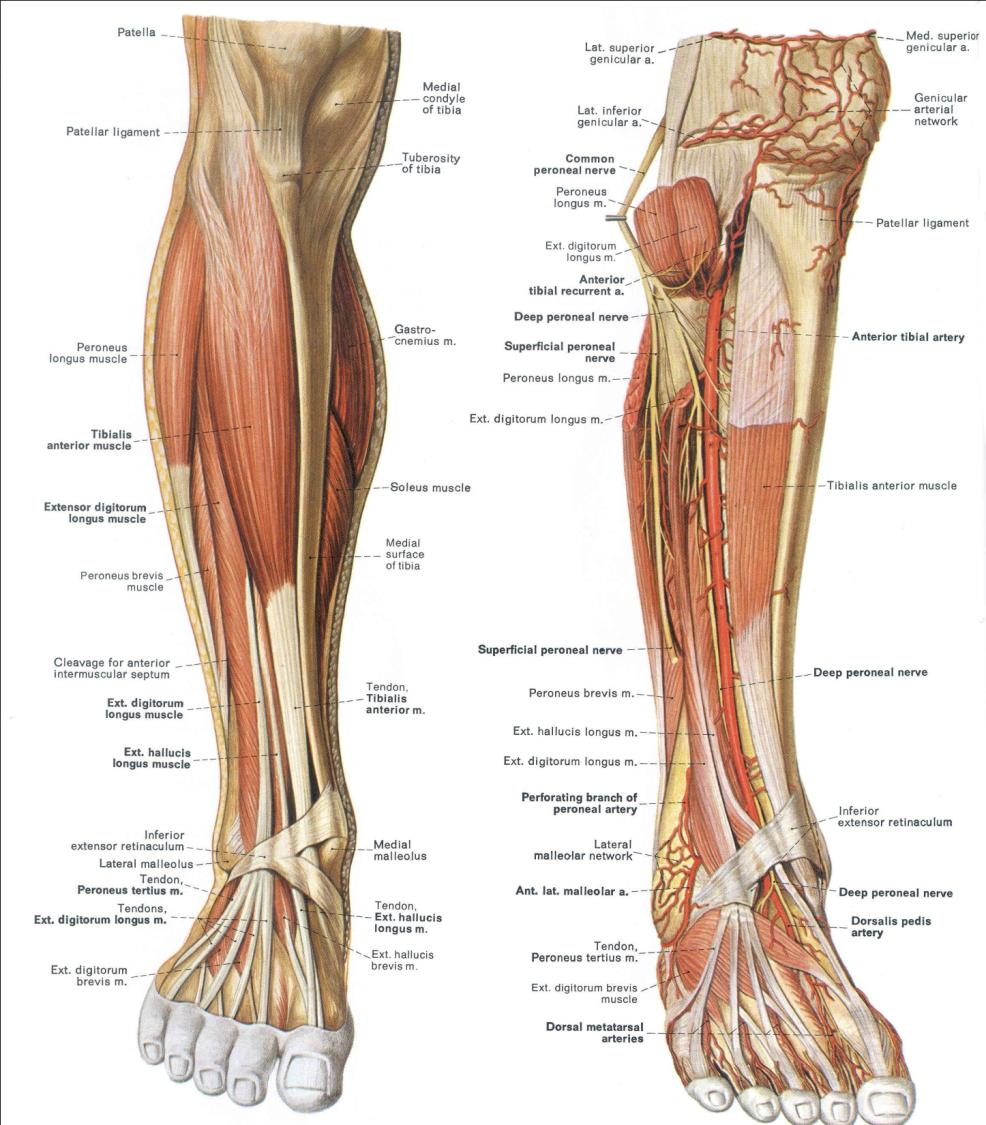 Patella
Medial
condyle
of tibia
Patellar ligament
Tuberosity
of tibia
Gastro-
cnemius m.
Peroneus
longus muscle
Tibialis
anterior muscle
Soleus muscle
Extensor digitorum
longus muscle
Medial
surface
of tibia
Peroneus brevis
muscle
Cleavage for anterior
intermuscular septum
Tendon,
Tibialis
anterior m.
Ext. digitorum
longus muscle
Ext. hallucis
longus muscle
Inferior
extensor retinaculum
Medial
malleolus
Lateral malleolus
Tendon,
Peroneus tertius m.
Tendons,
Ext. digitorum longus m.
Tendon,
Ext. hallucis
longus m.
Ext. hallucis
brevis m.
Ext. digitorum
brevis m.
Lat. superior
genicular a.
Med. superior
genicular a.
Genicular
arterial
network
Lat. inferior
genicular a.
Common
peroneal nerve
Peroneus
longus m.
Patellar ligament
Ext. digitorum
longus m.
Anterior
tibial recurrent a.
Deep peroneal nerve
Anterior tibial artery
Superficial peroneal
nerve
Peroneus longus m.
Ext. digitorum longus m.
Tibialis anterior muscle
Superficial peroneal nerve
Deep peroneal nerve
Peroneus brevis m.
Ext. hallucis longus m.
Ext. digitorum longus m.
Perforating branch of
peroneal artery
Inferior
extensor retinaculum
Lateral
malleolar network
Ant. lat. malleolar a.
Deep peroneal nerve
Dorsalis pedis
artery
Tendon,
Peroneus tertius m.
Ext. digitorum brevis
muscle
Dorsal metatarsal
arteries